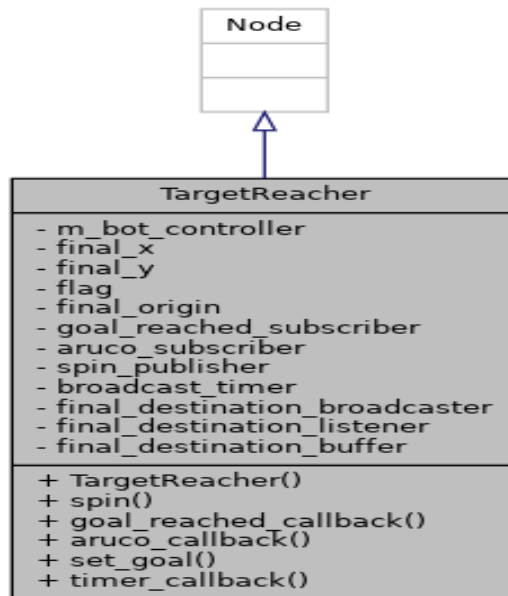 Node
TargetReacher
- m_bot_controller
- final_x
- final_y
- flag
- final_origin
- goal_reached_subscriber
- aruco_subscriber
- spin_publisher
- broadcast_timer
- final_destination_broadcaster
- final_destination_listener
- final_destination_buffer
+ TargetReacher()
+ spin()
+ goal_reached_callback()
+ aruco_callback()
+ set_goal()
+ timer_callback()